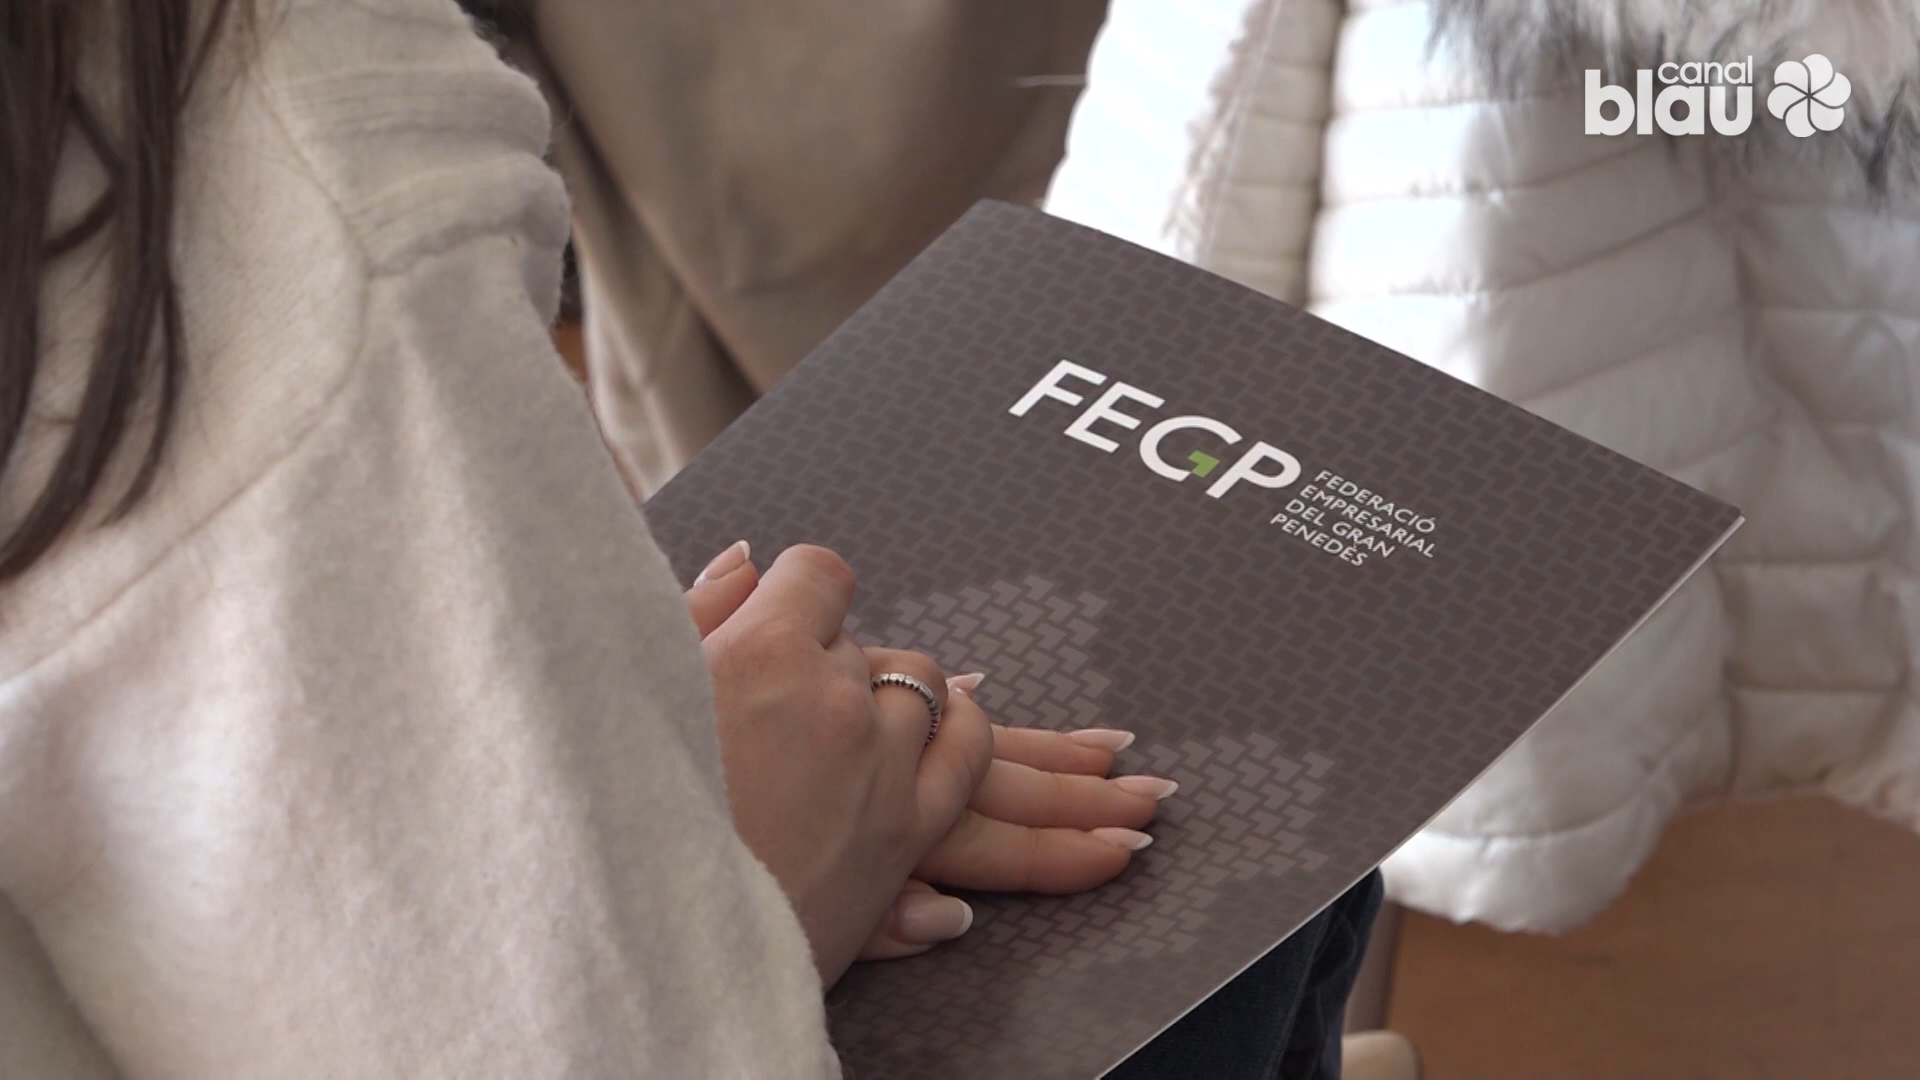 canal
blau
FEGP
FEDERACIÓ
EMPRESARIAL
DEL GRAN
PENEDÈS